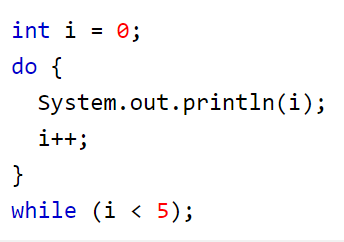 int i = 0;
do {
  System.out.println(i);
  i++;
}
while (i < 5);